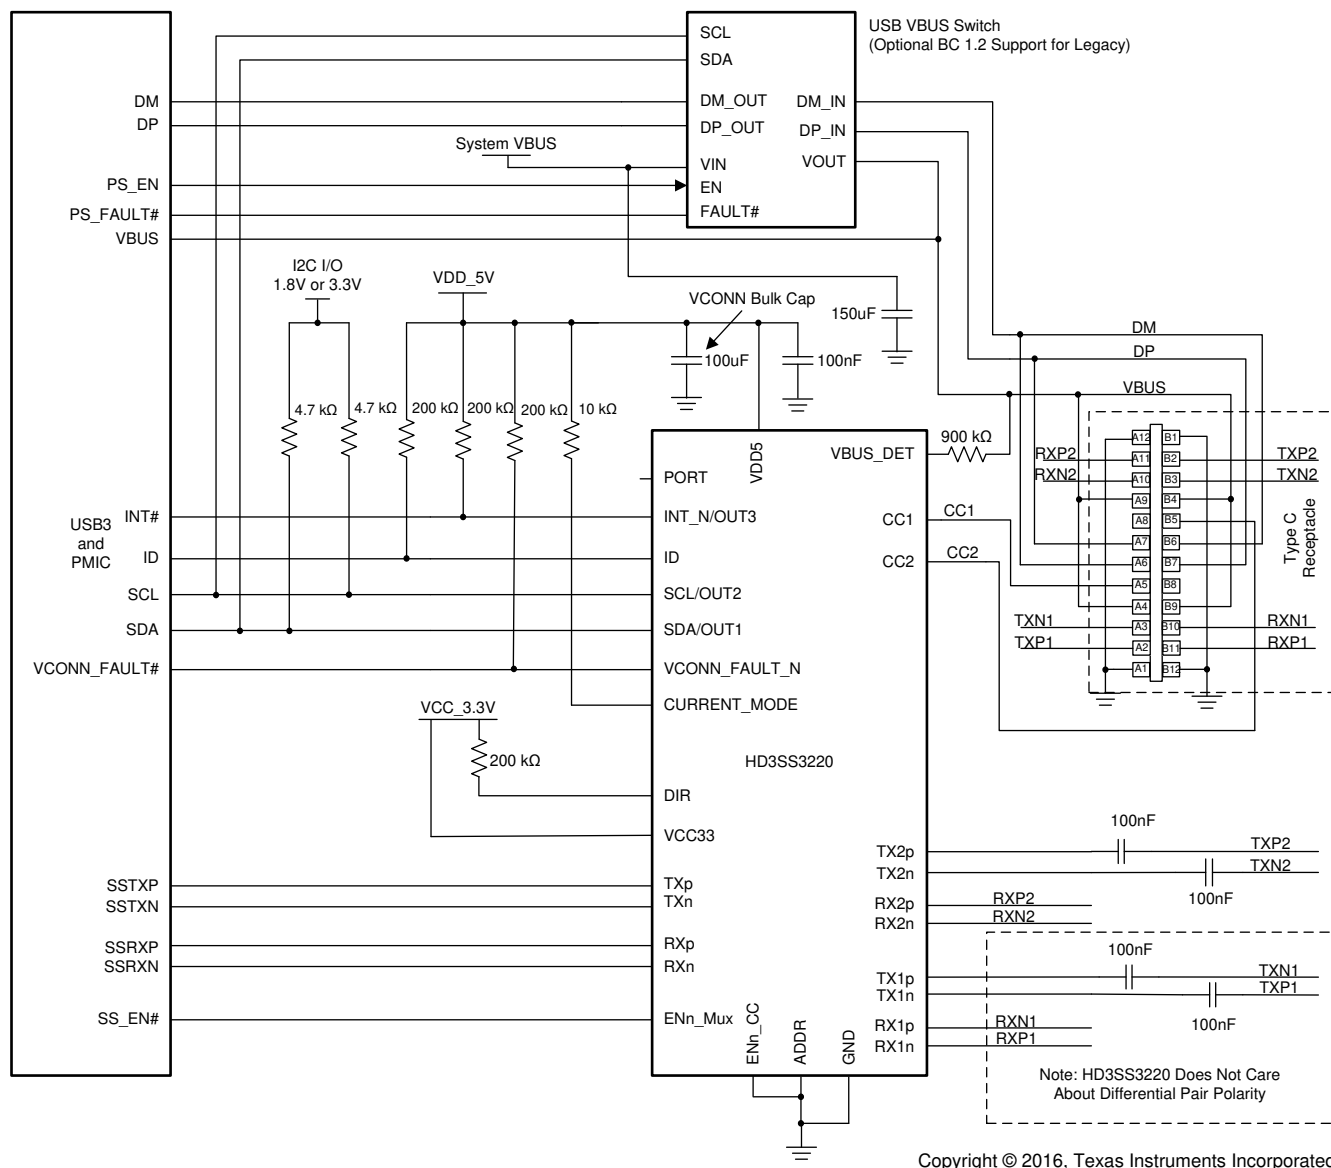 USB VBUS Switch
(Optional BC 1.2 Support for Legacy)
SCL
SDA
DM
DP
DM_OUT
DP_OUT
DM_IN
DP_IN
System VBUS
VIN
VOUT
PS_EN
EN
PS_FAULT#
FAULT#
VBUS
I2C I/O
1.8V or 3.3V
VDD_5V
VCONN Bulk Cap
150uF
100uF
100nF
DM
DP
VBUS
4.7 kΩ
4.7 kΩ
200 kΩ
200 kΩ
200 kΩ
10 kΩ
900 kΩ
VBUS_DET
VDD5
PORT
USB3
and
PMIC
INT#
INT_N/OUT3
ID
ID
SCL
SCL/OUT2
SDA
SDA/OUT1
VCONN_FAULT#
VCONN_FAULT_N
CURRENT_MODE
CC1
CC1
CC2
CC2
A12 B1
RXP2 A11 B2 TXP2
RXN2 A10 B3 TXN2
A9 B4
A8 B5
A7 B6
A6 B7
A5 B8
A4 B9
TXN1 A3 B10 RXN1
TXP1 A2 B11 RXP1
A1 B12
Type C
Receptacle
VCC_3.3V
200 kΩ
HD3SS3220
DIR
VCC33
100nF
TX2p
TXP2
TX2n
TXN2
100nF
SSTXP
TXp
SSTXN
TXn
RX2p
RXP2
RX2n
RXN2
SSRXP
RXp
SSRXN
RXn
100nF
TX1p
TXN1
TX1n
TXP1
100nF
SS_EN#
ENn_Mux
RX1p
RXN1
RX1n
RXP1
ENn_CC
ADDR
GND
Note: HD3SS3220 Does Not Care
About Differential Pair Polarity
Copyright © 2016, Texas Instruments Incorporated